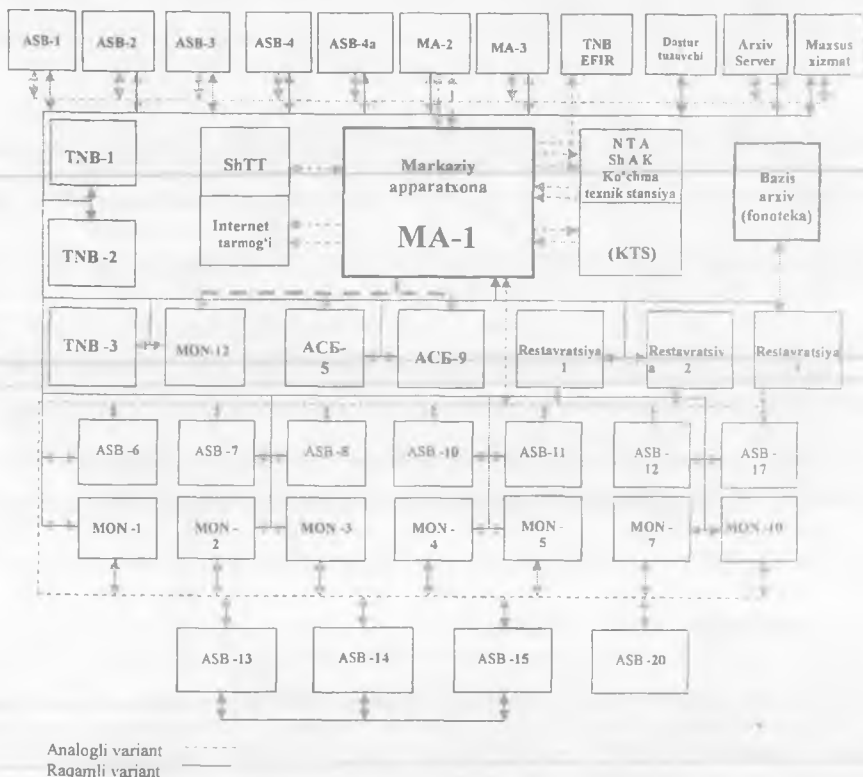 ASB-1
ASB-2
ASB-3
ASB-4
ASB-4a
MA-2
MA-3
TNB
EFIR
Dastur
tuzuvchi
Arxiv
Server
Maxsus
xizmat
TNB-1
ShTT
Markaziy
apparatxona
MA-1
NTA
ShAK
Ko'chma
texnik stansiya
Bazis
arxiv
(fonoteka)
TNB-2
Internet
tarmog'i
(KTS)
TNB-3
MON-12
АСБ-
5
АСБ-
9
Restavratsiya
1
Restavratsiy
a 2
Restavratsiya
ASB-6
ASB-7
ASB-8
ASB-10
ASB-11
ASB
-12
ASB-
-17
MON-1
MON-
2
MON-3
MON-
4
MON-
5
MON-
7
MON-10
ASB-13
ASB-14
ASB-15
ASB-20
Analogli variant
Raqamli variant